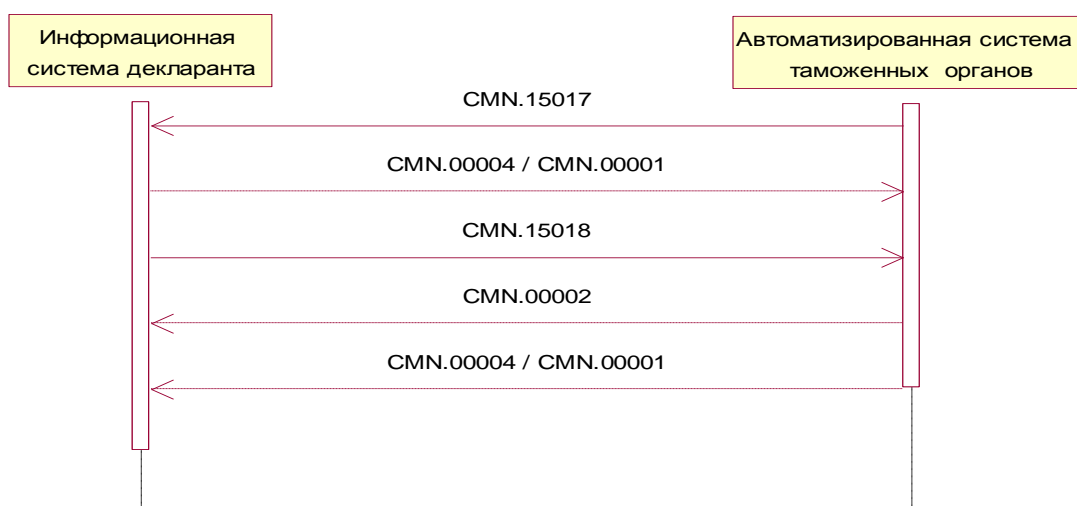 Информационная
система декларанта
Автоматизированная система
таможенных органов
CMN.15017
CMN.00004 / CMN.00001
CMN.15018
CMN.00002
CMN.00004 / CMN.00001